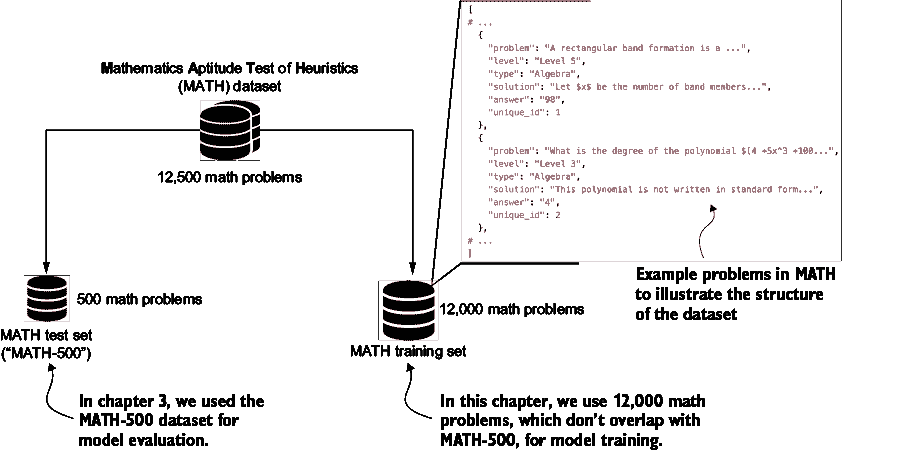 Mathematics Aptitude Test of Heuristics
(MATH) dataset
12,500 math problems
500 math problems
MATH test set
("MATH-500")
In chapter 3, we used the
MATH-500 dataset for
model evaluation.
12,000 math problems
MATH training set
In this chapter, we use 12,000 math
problems, which don't overlap with
MATH-500, for model training.
[
# ...
{
"problem": "A rectangular band formation is a ...",
"level": "Level 5",
"type": "Algebra",
"solution": "Let $x$ be the number of band members...",
"answer": "98",
"unique_id": 1
},
{
"problem": "What is the degree of the polynomial $(4 +5x^3 +100...",
"level": "Level 3",
"type": "Algebra",
"solution": "This polynomial is not written in standard form...",
"answer": "4",
"unique_id": 2
},
# ...
]
Example problems in MATH
to illustrate the structure
of the dataset